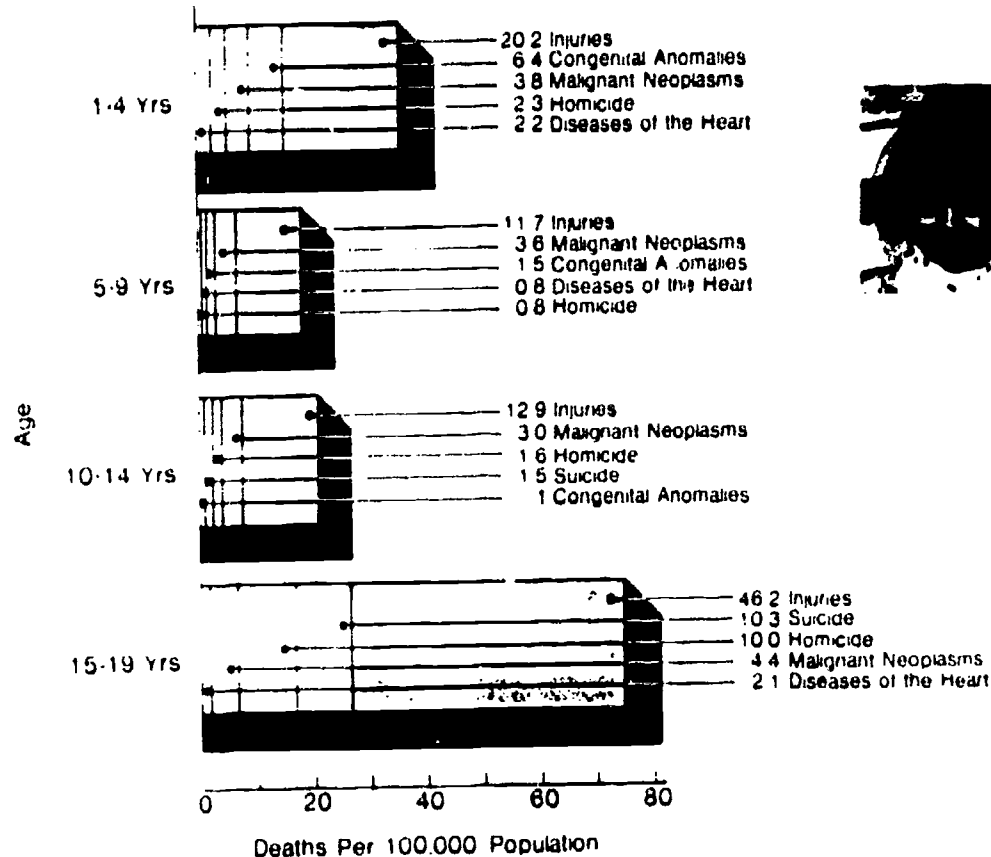 20 2 Injuries
6 4 Congenital Anomalies
3 8 Malignant Neoplasms
2 3 Homicide
2 2 Diseases of the Heart
1-4 Yrs
11 7 Injuries
3 6 Malignant Neoplasms
1 5 Congenital A omalies
0 8 Diseases of the Heart
0 8 Homicide
5-9 Yrs
Age
12 9 Injuries
3 0 Malignant Neoplasms
1 6 Homicide
1 5 Suicide
1 Congenital Anomalies
10-14 Yrs
46 2 Injuries
10 3 Suicide
10 0 Homicide
4 4 Malignant Neoplasms
2 1 Diseases of the Heart
15-19 Yrs
0 20 40 60 80
Deaths Per 100.000 Population